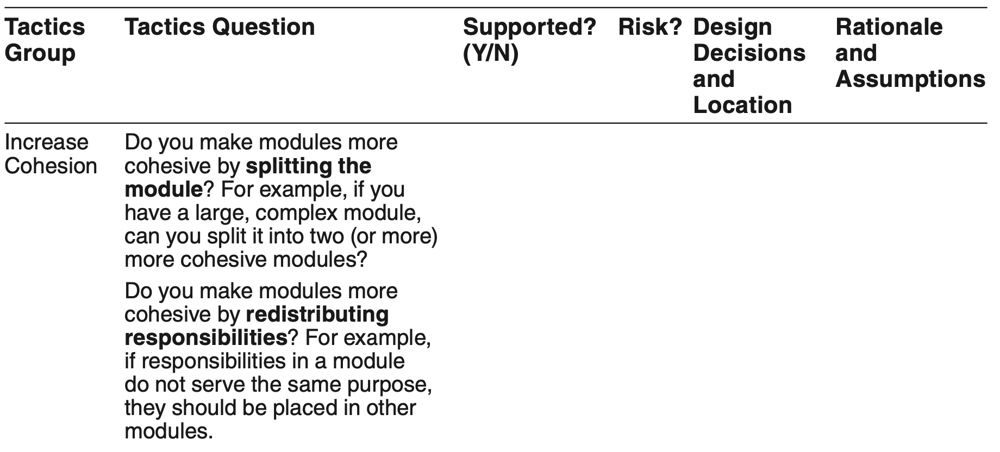 Tactics Group
Tactics Question
Supported? (Y/N)
Risk?
Design Decisions and Location
Rationale and Assumptions
Increase
Cohesion
Do you make modules more
cohesive by splitting the
module? For example, if you
have a large, complex module,
can you split it into two (or more)
more cohesive modules?
Do you make modules more
cohesive by redistributing
responsibilities? For example,
if responsibilities in a module
do not serve the same purpose,
they should be placed in other
modules.